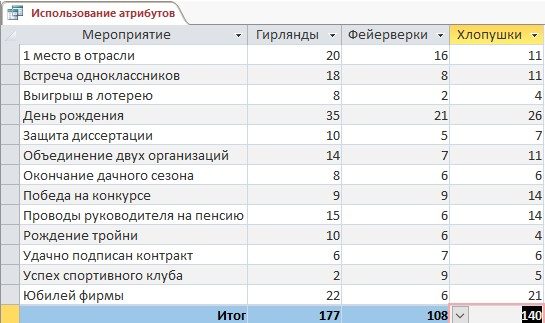 Использование атрибутов
Мероприятие Гирлянды Фейерверки Хлопушки
1 место в отрасли 20 16 11
Встреча одноклассников 18 8 11
Выигрыш в лотерею 8 2 4
День рождения 35 21 26
Защита диссертации 10 5 7
Объединение двух организаций 14 7 11
Окончание дачного сезона 8 6 6
Победа на конкурсе 9 9 14
Проводы руководителя на пенсию 15 6 14
Рождение тройни 10 6 4
Удачно подписан контракт 6 7 6
Успех спортивного клуба 2 9 5
Юбилей фирмы 22 6 21
Итог 177 108 140